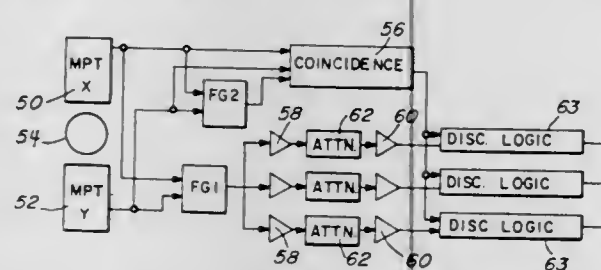 56
MPT
X
COINCIDENCE
50
FG2
54
58
62
60
63
ATTN.
DISC. LOGIC
MPT
Y
FG1
ATTN.
DISC. LOGIC
52
ATTN.
DISC. LOGIC
58
62
60
63